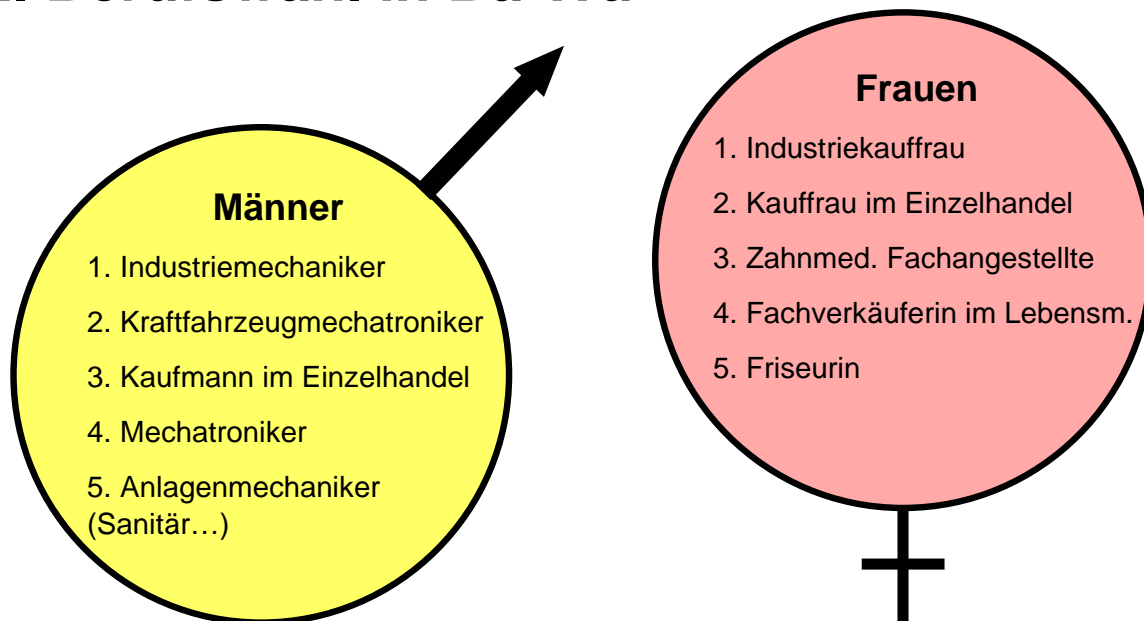 Männer
1. Industriemechaniker
2. Kraftfahrzeugmechatroniker
3. Kaufmann im Einzelhandel
4. Mechatroniker
5. Anlagenmechaniker
(Sanitär…)
Frauen
1. Industriekauffrau
2. Kauffrau im Einzelhandel
3. Zahnmed. Fachangestellte
4. Fachverkäuferin im Lebensm.
5. Friseurin